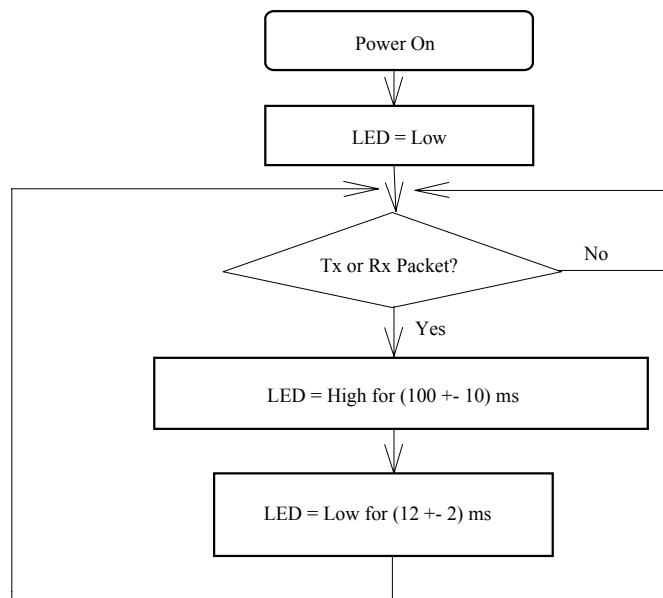 Power On
LED = Low
Tx or Rx Packet?
No
Yes
LED = High for (100 +- 10) ms
LED = Low for (12 +- 2) ms